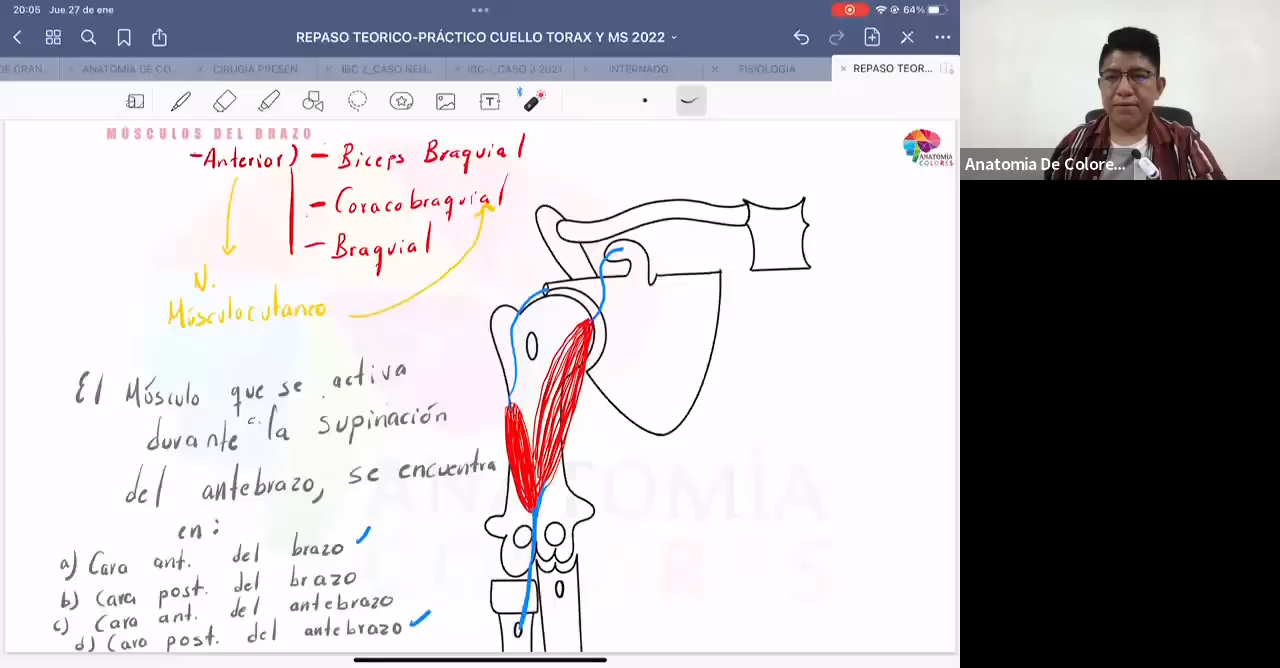 20:05 Jue 27 de ene
64%
REPASO TEORICO-PRÁCTICO CUELLO TORAX Y MS 2022
ANATOMIA DE CO
CIRUGIA PRESEN
INTERNADO
FISIOLOGIA
REPASO TEOR...
MÚSCULOS DEL BRAZO
-Anterior) - Biceps Braquial
- Coracobraquial
- Braquial
N.
Músculocutaneo
El Músculo que se activa
durante la supinación
del antebrazo, se encuentra
en:
a) Cara ant. del brazo
b) Cara post. del brazo
c) Cara ant. del antebrazo
d) Cara post. del antebrazo
ANATOMÍA
COLORES
ANATOMÍA
COLORES
Anatomia De Colore...